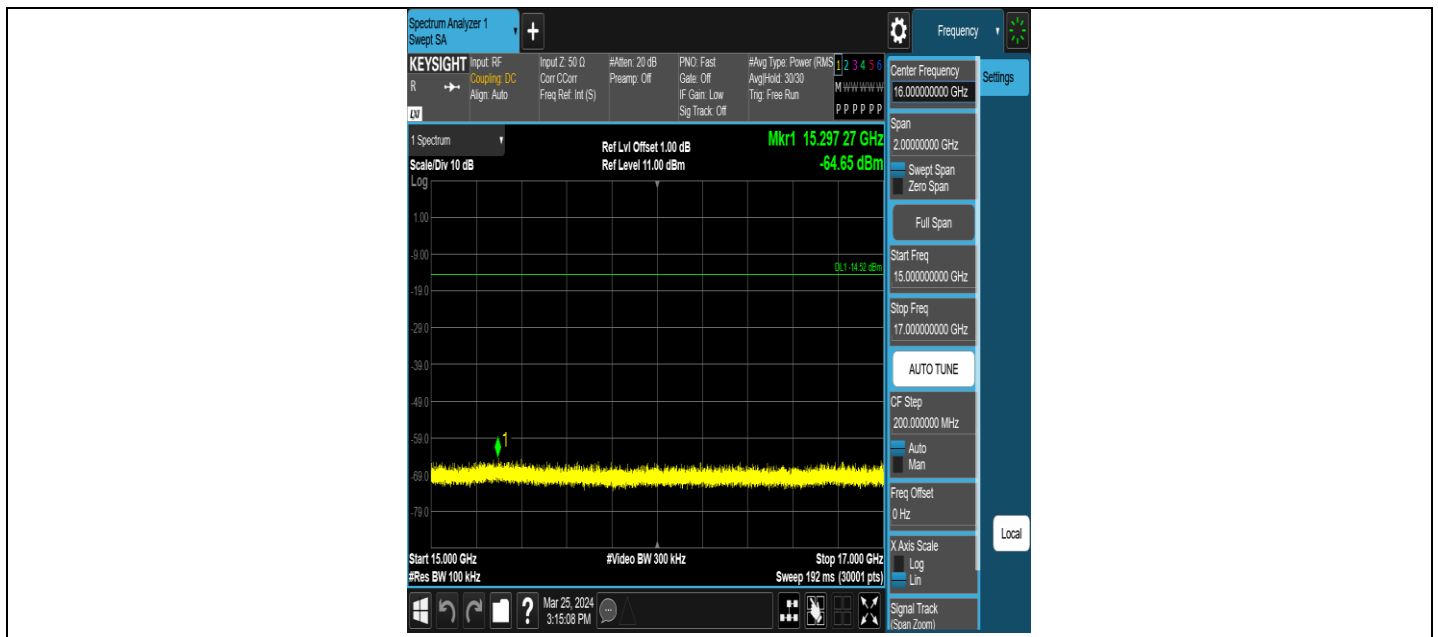 Spectrum Analyzer 1
Swept SA
+
Frequency
KEYSIGHT
R
LXI
Input: RF
Coupling: DC
Align: Auto
Input Z: 50 Ω
Corr CCorr
Freq Ref: Int (S)
#Atten: 20 dB
Preamp: Off
PNO: Fast
Gate: Off
IF Gain: Low
Sig Track: Off
#Avg Type: Power (RMS
Avg|Hold: 30/30
Trig: Free Run
1 2 3 4 5 6
M W W W W W
P P P P P P
1 Spectrum
Scale/Div 10 dB
Ref Lvl Offset 1.00 dB
Ref Level 11.00 dBm
Mkr1 15.297 27 GHz
-64.65 dBm
Log
1.00
-9.00
DL1 -14.52 dBm
-19.0
-29.0
-39.0
-49.0
-59.0
1
-69.0
-79.0
Start 15.000 GHz
#Res BW 100 kHz
#Video BW 300 kHz
Stop 17.000 GHz
Sweep 192 ms (30001 pts)
?
Mar 25, 2024
3:15:08 PM
Center Frequency
16.000000000 GHz
Settings
Span
2.00000000 GHz
Swept Span
Zero Span
Full Span
Start Freq
15.000000000 GHz
Stop Freq
17.000000000 GHz
AUTO TUNE
CF Step
200.000000 MHz
Auto
Man
Freq Offset
0 Hz
X Axis Scale
Log
Lin
Signal Track
(Span Zoom)
Local